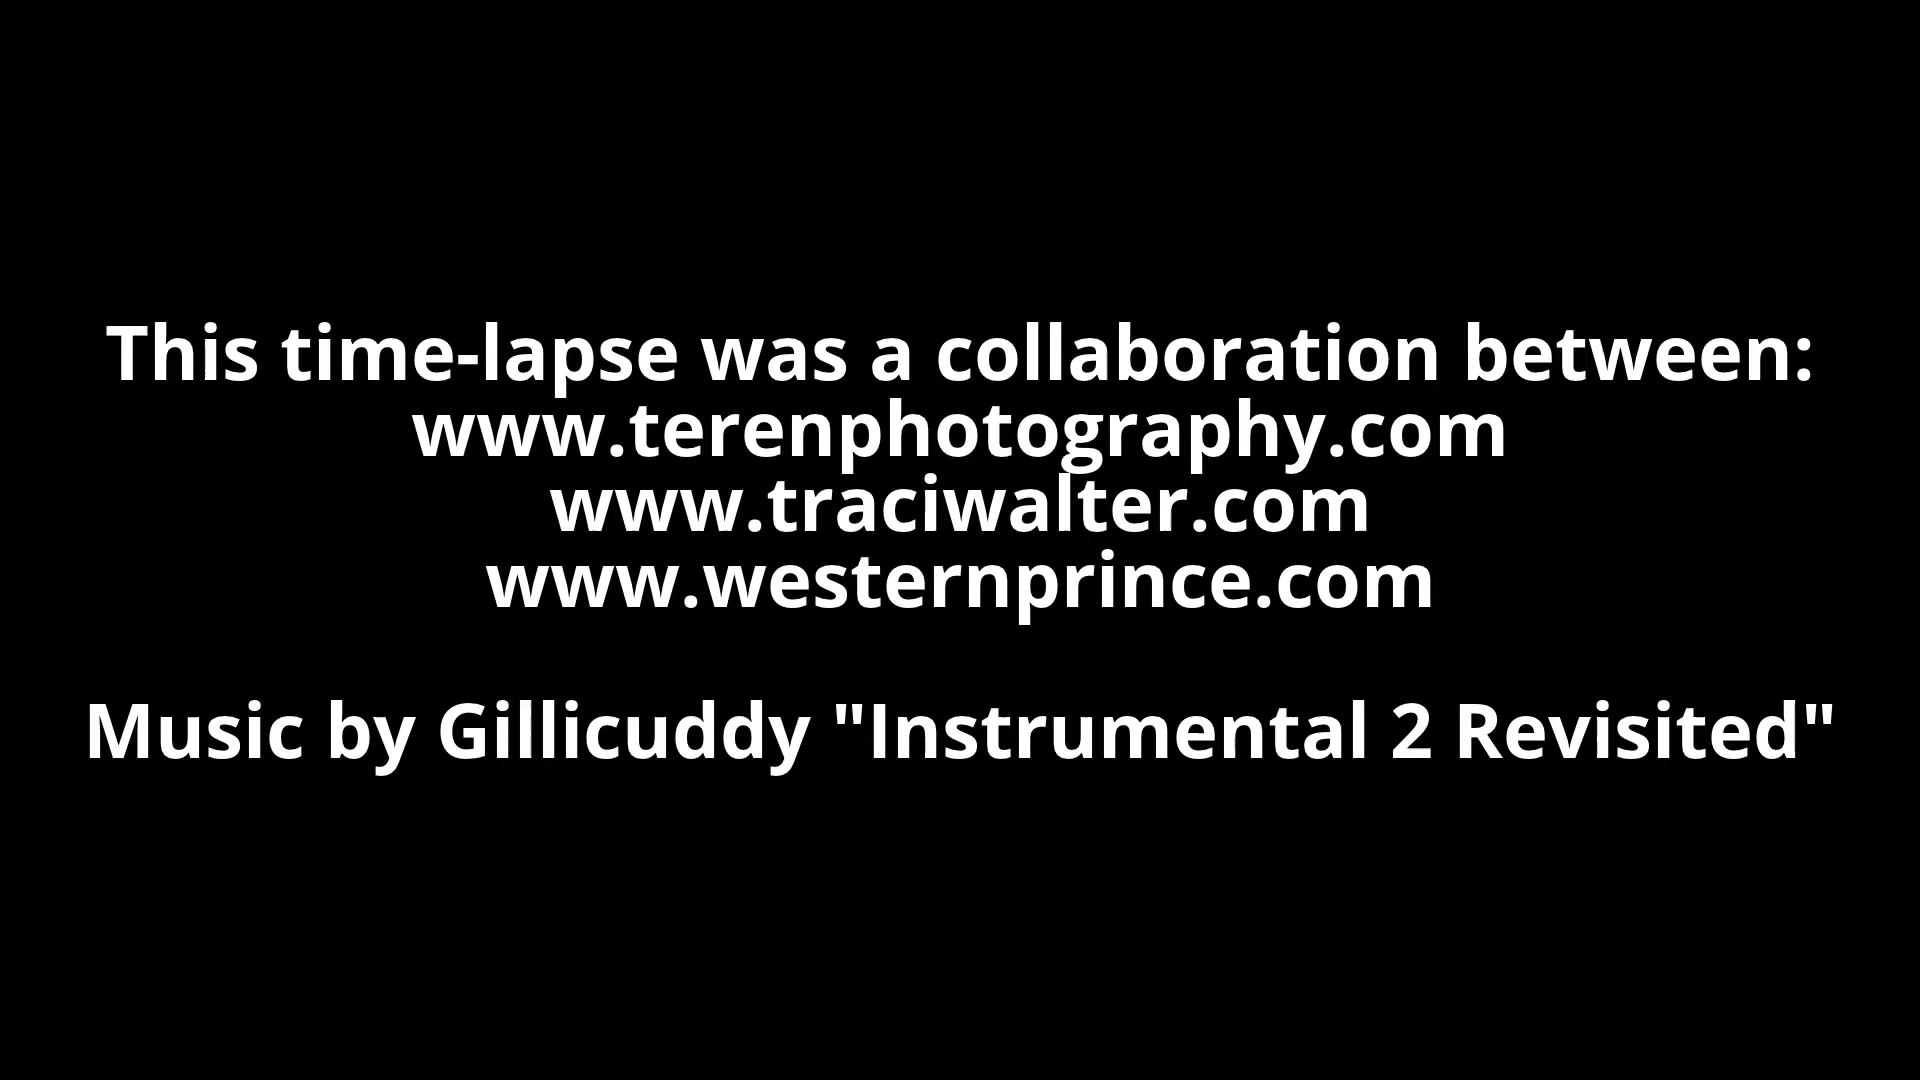 This time-lapse was a collaboration between:
www.terenphotography.com
www.traciwalter.com
www.westernprince.com
Music by Gillicuddy "Instrumental 2 Revisited"